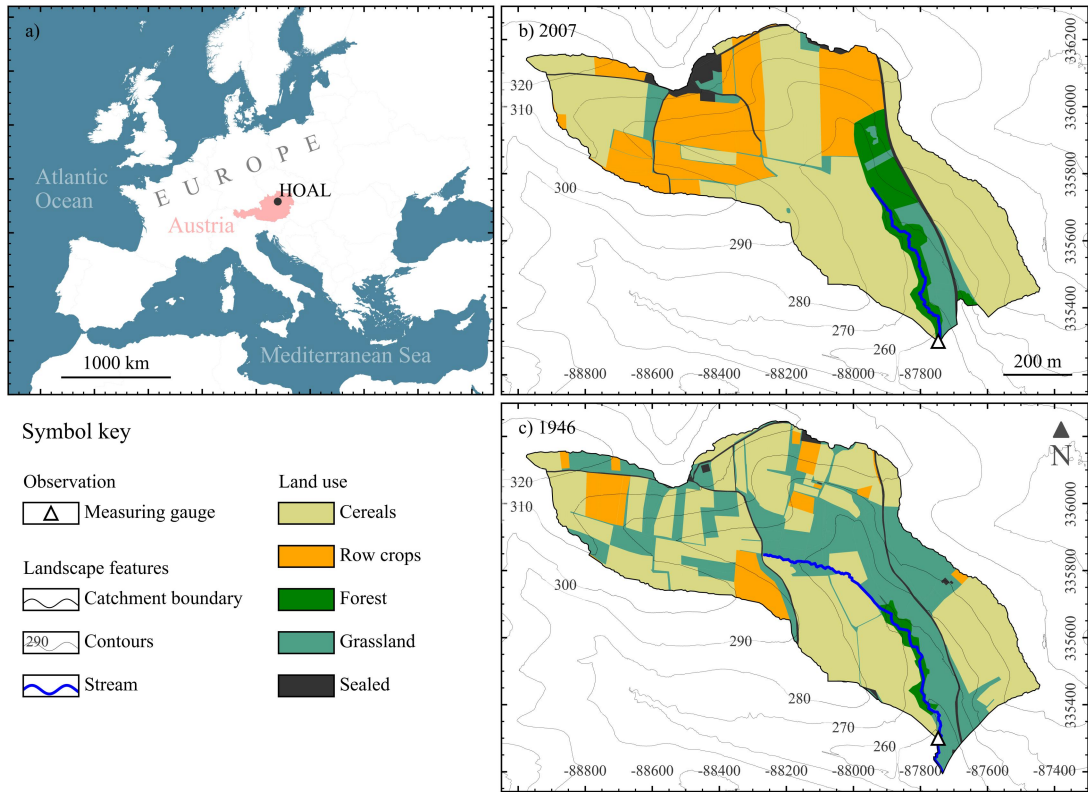 a)
EUROPE
Atlantic
Ocean
HOAL
Austria
1000 km
Mediterranean Sea
b) 2007
320
310
300
290
280
270
260
336200
336000
335800
335600
335400
-88800
-88600
-88400
-88200
-88000
-87800
200 m
Symbol key
Observation
Measuring gauge
Landscape features
Catchment boundary
290
Contours
Stream
Land use
Cereals
Row crops
Forest
Grassland
Sealed
c) 1946
N
320
310
300
290
280
270
260
336000
335800
335600
335400
-88800
-88600
-88400
-88200
-88000
-87800
-87600
-87400